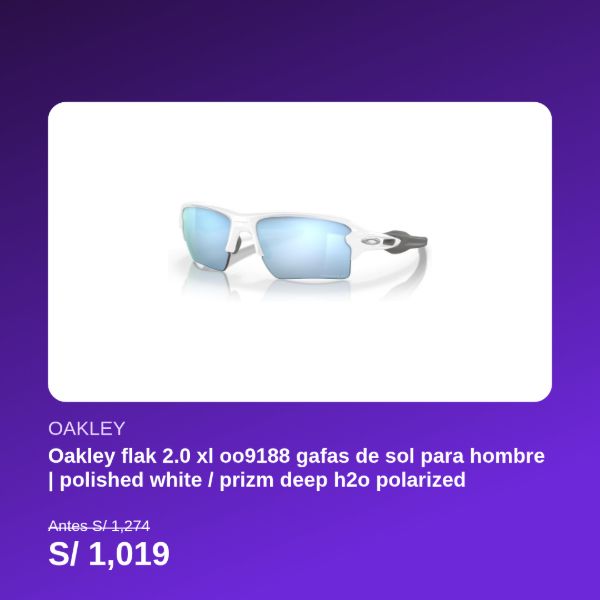 OAKLEY
Oakley flak 2.0 xl oo9188 gafas de sol para hombre
| polished white / prizm deep h2o polarized
Antes S/ 1,274
S/ 1,019